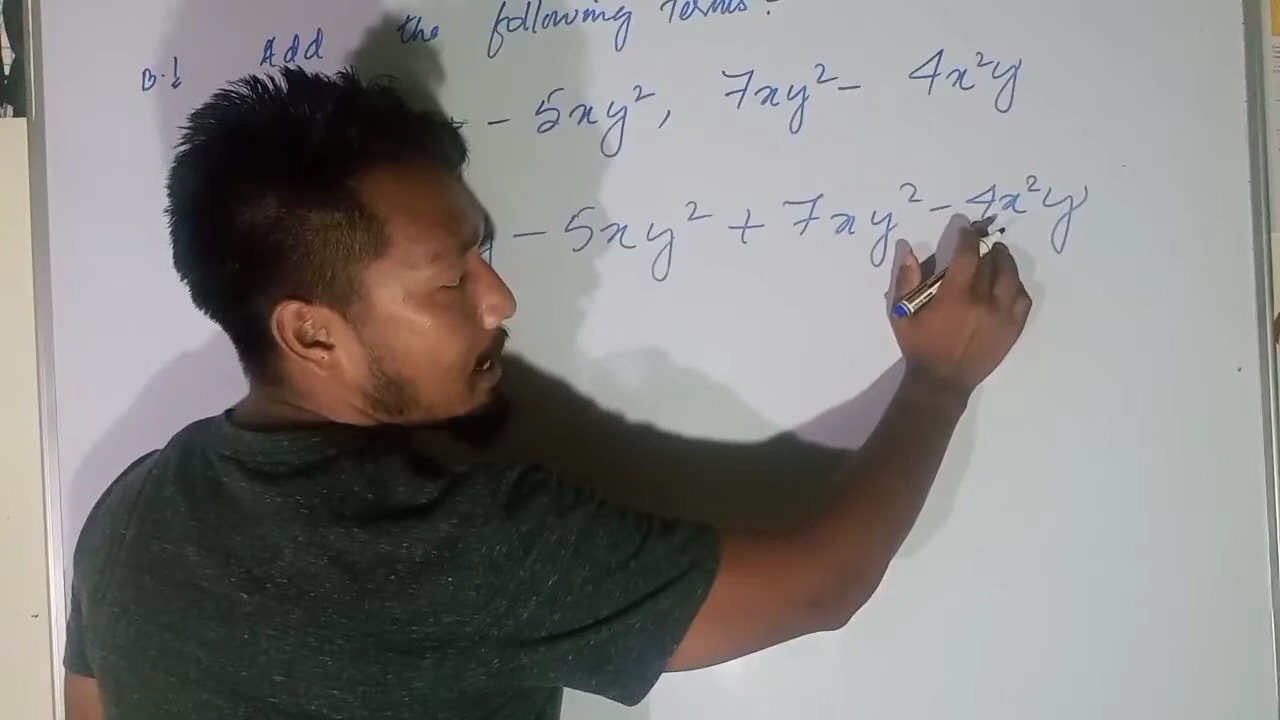 Add the following Terms :
B.1
- 5xy², 7xy² - 4x²y
y - 5xy² + 7xy² - 4x²y